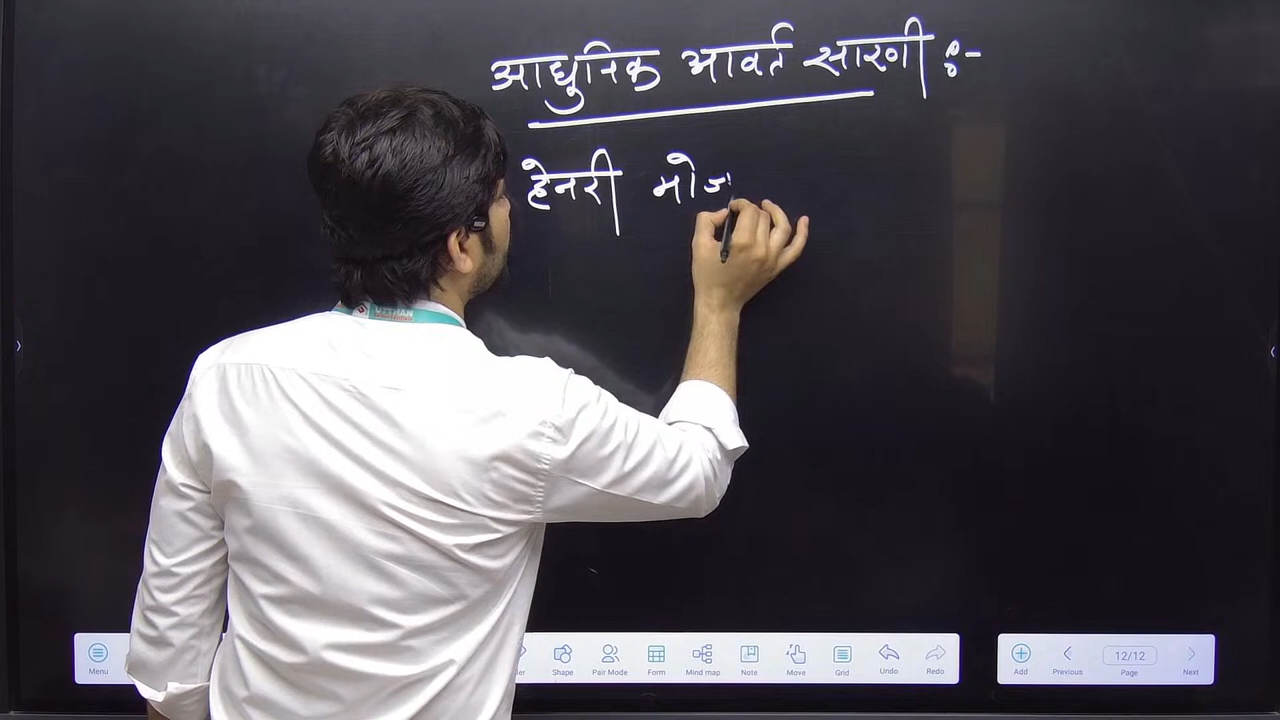 आधुनिक आवर्त सारणी :-
हेनरी
Menu
Shape
Pair Mode
Form
Mind map
Note
Move
Grid
Undo
Redo
Add
Previous
12/12
Page
Next